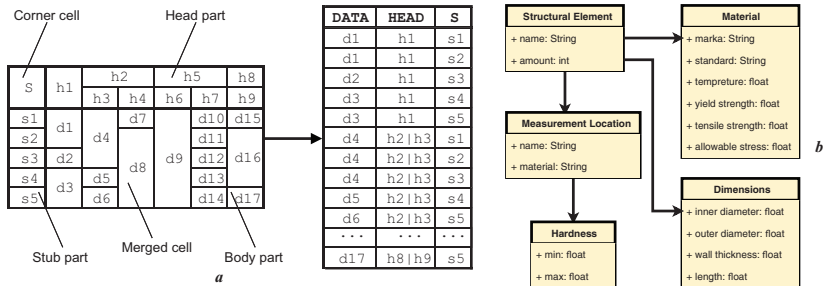 Corner cell
Head part
S h1 h2 h5 h8
h3 h4 h6 h7 h9
s1 d1 d4 d7 d9 d10 d15
s2 d8 d11 d16
s3 d2 d12
s4 d3 d5 d13
s5 d6 d14 d17
Stub part
Merged cell
Body part
a
DATA HEAD S
d1 h1 s1
d1 h1 s2
d2 h1 s3
d3 h1 s4
d3 h1 s5
d4 h2|h3 s1
d4 h2|h3 s2
d4 h2|h3 s3
d5 h2|h3 s4
d6 h2|h3 s5
... ... ...
d17 h8|h9 s5
Structural Element
+ name: String
+ amount: int
Measurement Location
+ name: String
+ material: String
Hardness
+ min: float
+ max: float
Material
+ marka: String
+ standard: String
+ tempreture: float
+ yield strength: float
+ tensile strength: float
+ allowable stress: float
b
Dimensions
+ inner diameter: float
+ outer diameter: float
+ wall thickness: float
+ length: float